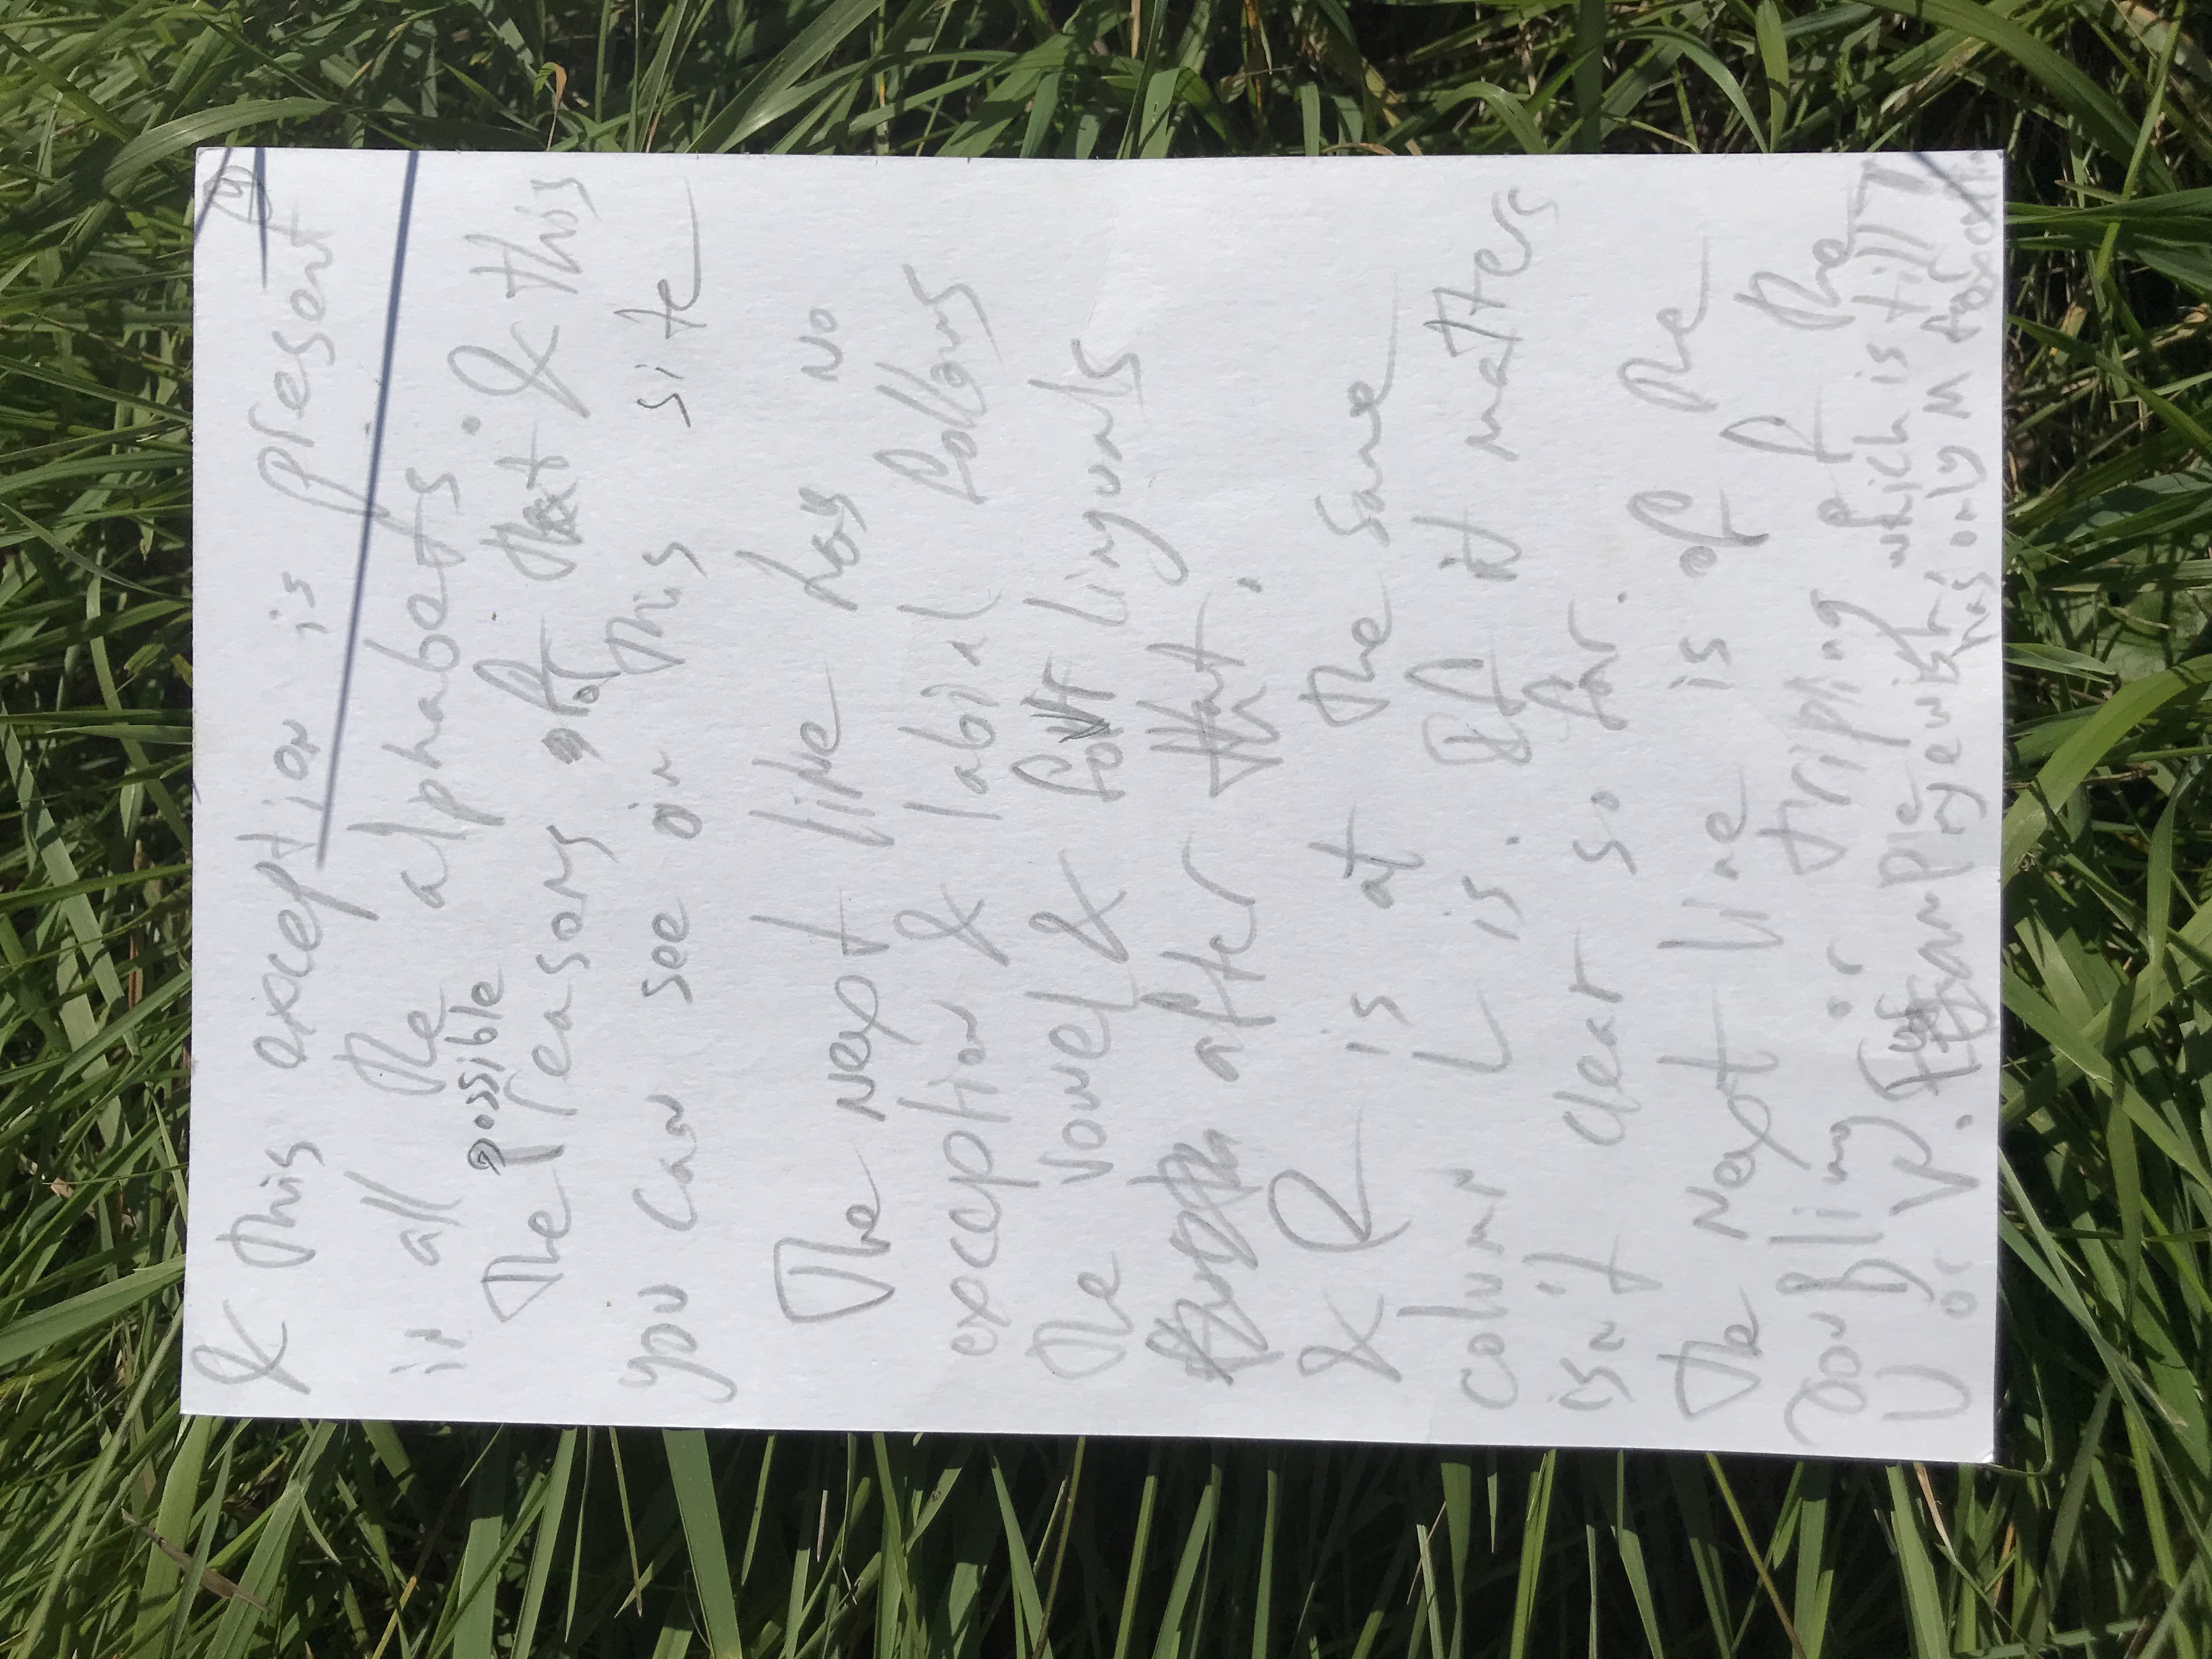 4
& this exception is present
in all the alphabets.
possible
The reasons for that & this
you can see on this site
The next line has no
exception & labial follows
the vowel & four linguals
after that.
& R is at the same
column L is. If it matters
isn't clear so far.
The next line is of the
doubling or tripling of the
U or V. ample which is till
jewish, has only M for